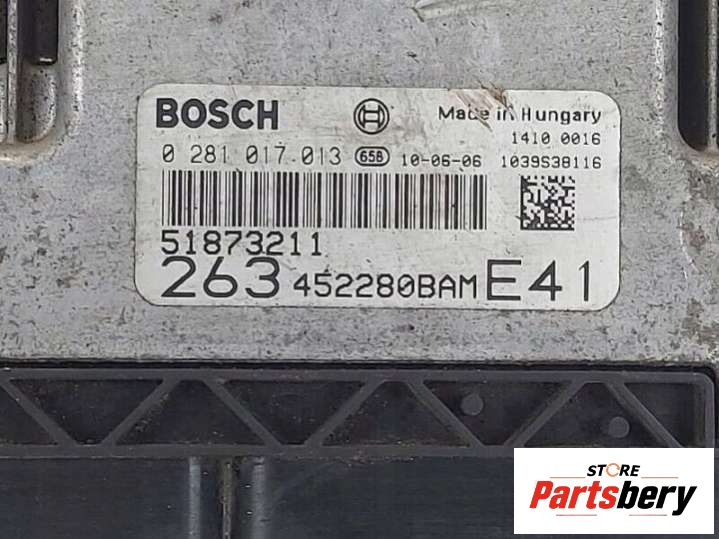 BOSCH Made in Hungary
1410 0016
0 281 017.013 65B 10-06-06 1039S38116
51873211
263 452280BAM E41
STORE
Partsbery